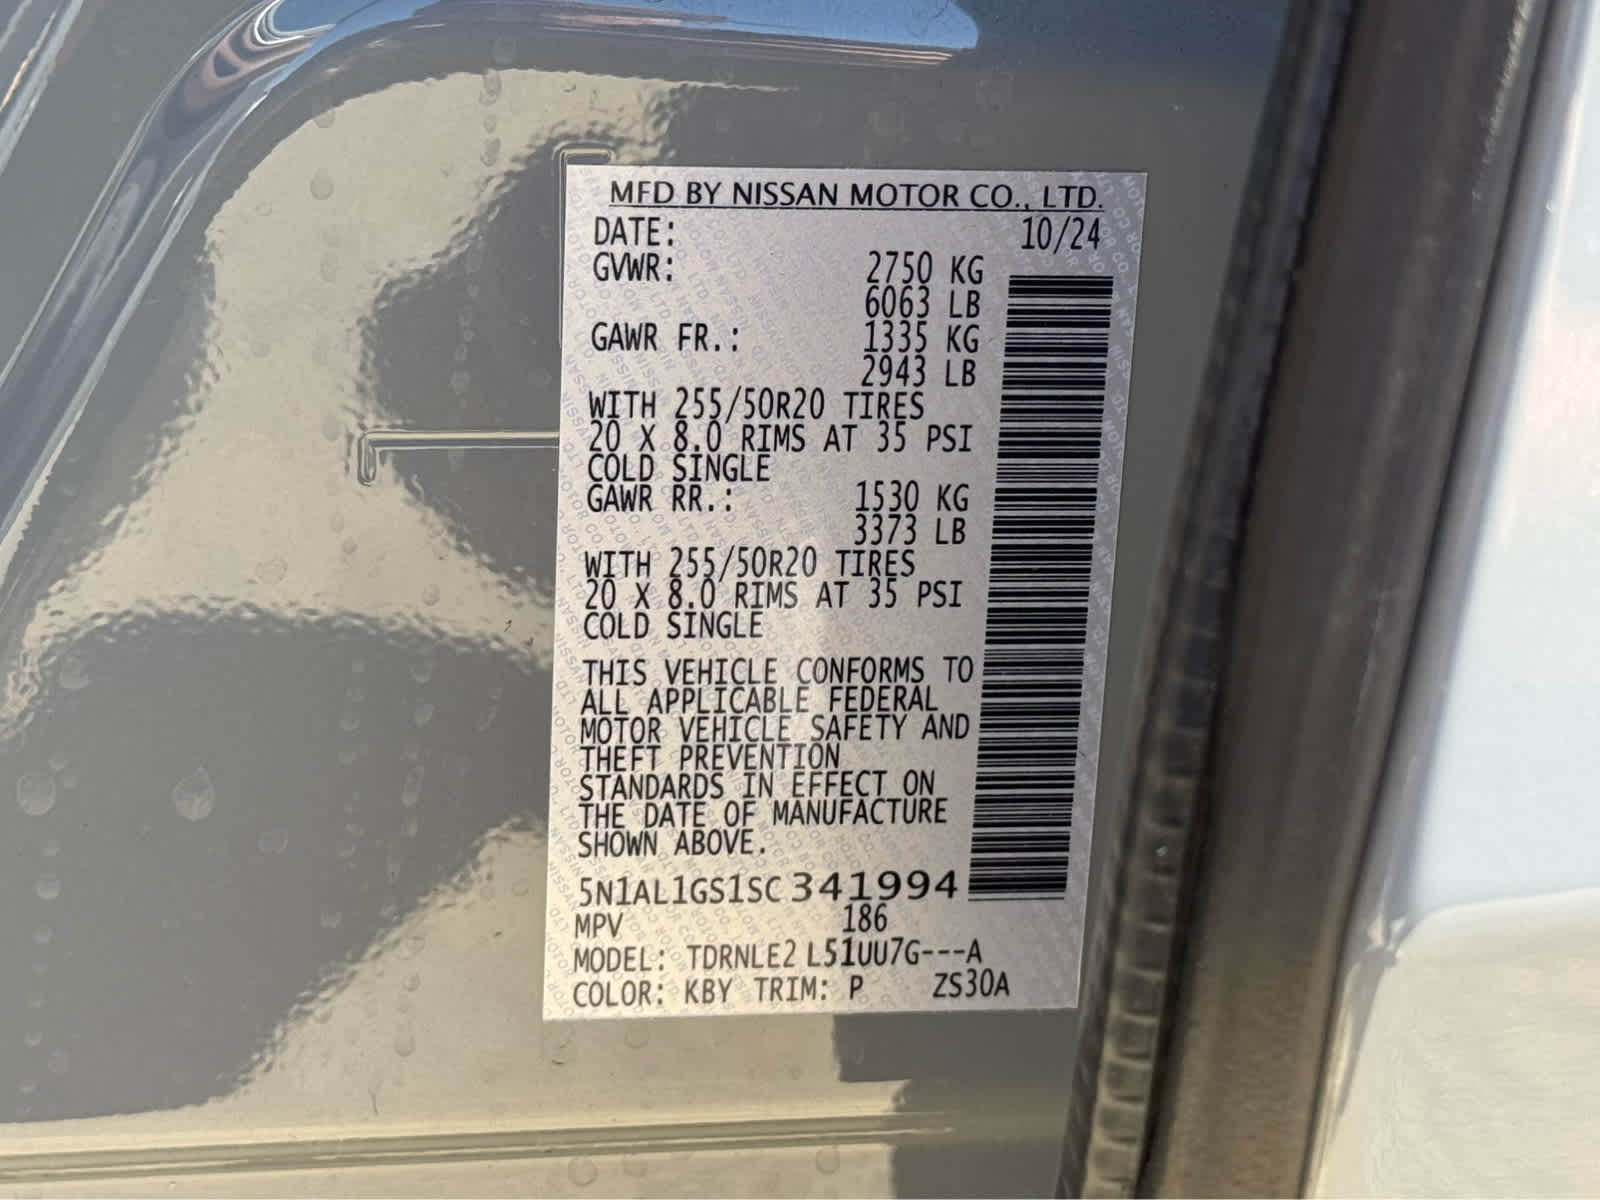 MFD BY NISSAN MOTOR CO., LTD.
DATE: 10/24
GVWR: 2750 KG
6063 LB
GAWR FR.: 1335 KG
2943 LB
WITH 255/50R20 TIRES
20 X 8.0 RIMS AT 35 PSI
COLD SINGLE
GAWR RR.: 1530 KG
3373 LB
WITH 255/50R20 TIRES
20 X 8.0 RIMS AT 35 PSI
COLD SINGLE
THIS VEHICLE CONFORMS TO
ALL APPLICABLE FEDERAL
MOTOR VEHICLE SAFETY AND
THEFT PREVENTION
STANDARDS IN EFFECT ON
THE DATE OF MANUFACTURE
SHOWN ABOVE.
5N1AL1GS1SC341994
MPV 186
MODEL: TDRNLE2 L51UU7G---A
COLOR: KBY TRIM: P ZS30A